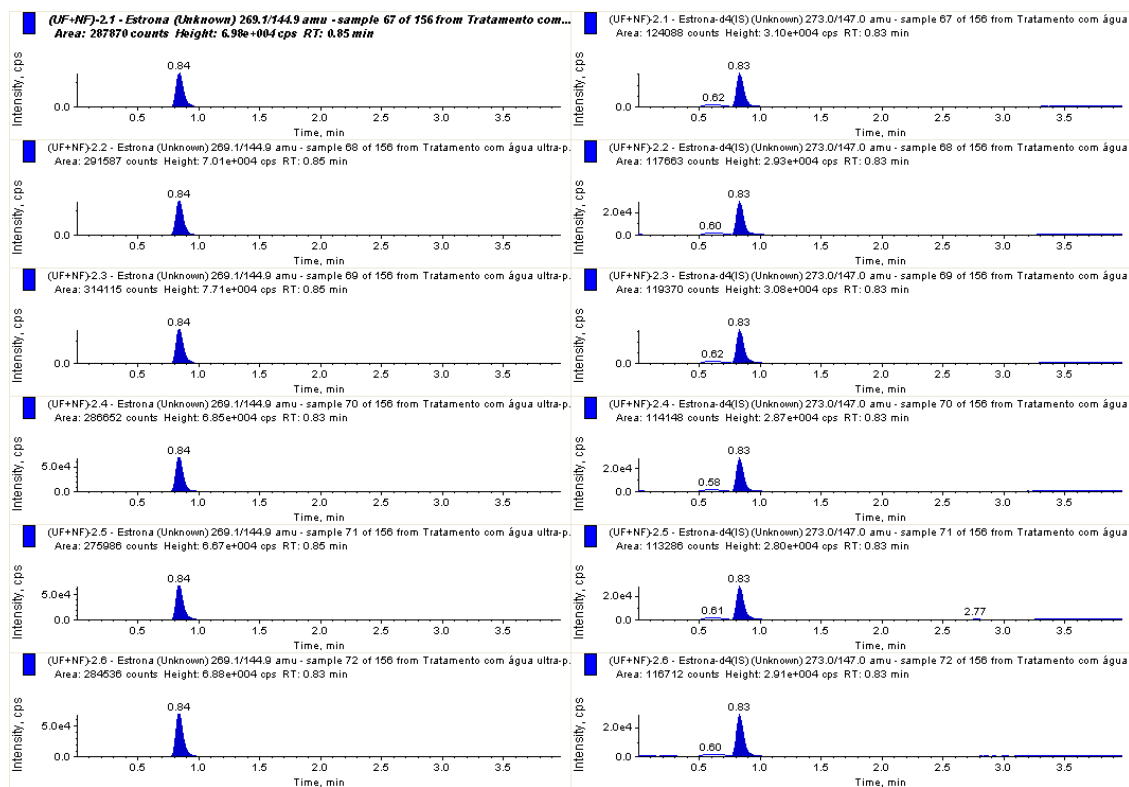 (UF+NF)-2.1 - Estrona (Unknown) 269.1/144.9 amu - sample 67 of 156 from Tratamento com...
Area: 287870 counts Height: 6.98e+004 cps RT: 0.85 min
Intensity, cps
0.84
0.0
0.5 1.0 1.5 2.0 2.5 3.0 3.5
Time, min
(UF+NF)-2.1 - Estrona-d4(IS) (Unknown) 273.0/147.0 amu - sample 67 of 156 from Tratamento com água
Area: 124088 counts Height: 3.10e+004 cps RT: 0.83 min
Intensity, cps
0.83
0.62
0.0
0.5 1.0 1.5 2.0 2.5 3.0 3.5
Time, min
(UF+NF)-2.2 - Estrona (Unknown) 269.1/144.9 amu - sample 68 of 156 from Tratamento com água ultra-p.
Area: 291587 counts Height: 7.01e+004 cps RT: 0.85 min
Intensity, cps
0.84
0.0
0.5 1.0 1.5 2.0 2.5 3.0 3.5
Time, min
(UF+NF)-2.2 - Estrona-d4(IS) (Unknown) 273.0/147.0 amu - sample 68 of 156 from Tratamento com água
Area: 117663 counts Height: 2.93e+004 cps RT: 0.83 min
Intensity, cps
0.83
2.0e4
0.60
0.0
0.5 1.0 1.5 2.0 2.5 3.0 3.5
Time, min
(UF+NF)-2.3 - Estrona (Unknown) 269.1/144.9 amu - sample 69 of 156 from Tratamento com água ultra-p.
Area: 314115 counts Height: 7.71e+004 cps RT: 0.85 min
Intensity, cps
0.84
0.0
0.5 1.0 1.5 2.0 2.5 3.0 3.5
Time, min
(UF+NF)-2.3 - Estrona-d4(IS) (Unknown) 273.0/147.0 amu - sample 69 of 156 from Tratamento com água
Area: 119370 counts Height: 3.08e+004 cps RT: 0.83 min
Intensity, cps
0.83
0.62
0.0
0.5 1.0 1.5 2.0 2.5 3.0 3.5
Time, min
(UF+NF)-2.4 - Estrona (Unknown) 269.1/144.9 amu - sample 70 of 156 from Tratamento com água ultra-p.
Area: 286652 counts Height: 6.85e+004 cps RT: 0.83 min
Intensity, cps
0.84
5.0e4
0.0
0.5 1.0 1.5 2.0 2.5 3.0 3.5
Time, min
(UF+NF)-2.4 - Estrona-d4(IS) (Unknown) 273.0/147.0 amu - sample 70 of 156 from Tratamento com água
Area: 114148 counts Height: 2.87e+004 cps RT: 0.83 min
Intensity, cps
0.83
2.0e4
0.58
0.0
0.5 1.0 1.5 2.0 2.5 3.0 3.5
Time, min
(UF+NF)-2.5 - Estrona (Unknown) 269.1/144.9 amu - sample 71 of 156 from Tratamento com água ultra-p.
Area: 275986 counts Height: 6.67e+004 cps RT: 0.85 min
Intensity, cps
0.84
5.0e4
0.0
0.5 1.0 1.5 2.0 2.5 3.0 3.5
Time, min
(UF+NF)-2.5 - Estrona-d4(IS) (Unknown) 273.0/147.0 amu - sample 71 of 156 from Tratamento com água
Area: 113286 counts Height: 2.80e+004 cps RT: 0.83 min
Intensity, cps
0.83
2.0e4
0.61 2.77
0.0
0.5 1.0 1.5 2.0 2.5 3.0 3.5
Time, min
(UF+NF)-2.6 - Estrona (Unknown) 269.1/144.9 amu - sample 72 of 156 from Tratamento com água ultra-p.
Area: 284536 counts Height: 6.88e+004 cps RT: 0.83 min
Intensity, cps
0.84
5.0e4
0.0
0.5 1.0 1.5 2.0 2.5 3.0 3.5
Time, min
(UF+NF)-2.6 - Estrona-d4(IS) (Unknown) 273.0/147.0 amu - sample 72 of 156 from Tratamento com água
Area: 116712 counts Height: 2.91e+004 cps RT: 0.83 min
Intensity, cps
0.83
2.0e4
0.60
0.0
0.5 1.0 1.5 2.0 2.5 3.0 3.5
Time, min